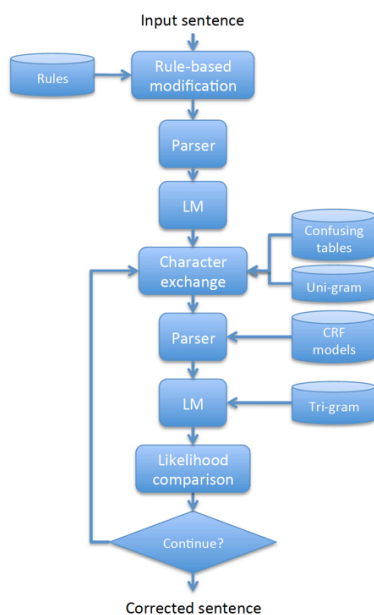 Input sentence
Rules
Rule-based
modification
Parser
LM
Confusing
tables
Character
exchange
Uni-gram
Parser
CRF
models
LM
Tri-gram
Likelihood
comparison
Continue?
Corrected sentence